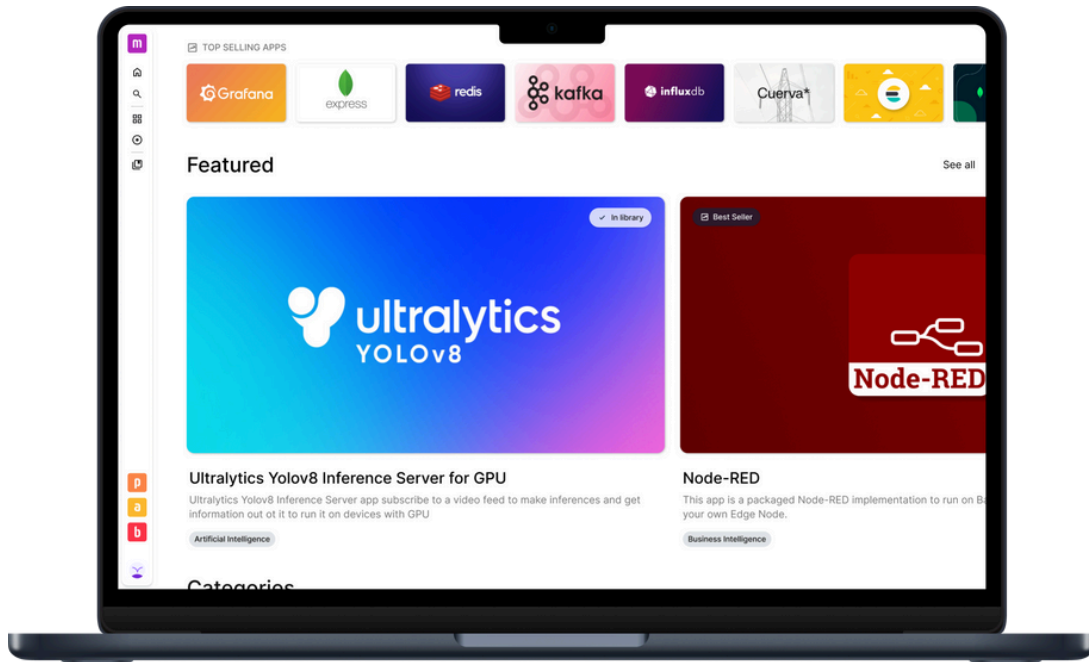 m
TOP SELLING APPS
Grafana
express
redis
kafka
influxdb
Cuerva*
Featured
See all
In library
ultralytics
YOLOv8
Best Seller
Node-RED
Ultralytics Yolov8 Inference Server for GPU
Ultralytics Yolov8 Inference Server app subscribe to a video feed to make inferences and get
information out ot it to run it on devices with GPU
Artificial Intelligence
Node-RED
This app is a packaged Node-RED implementation to run on Ba
your own Edge Node.
Business Intelligence
p
a
b
Categories